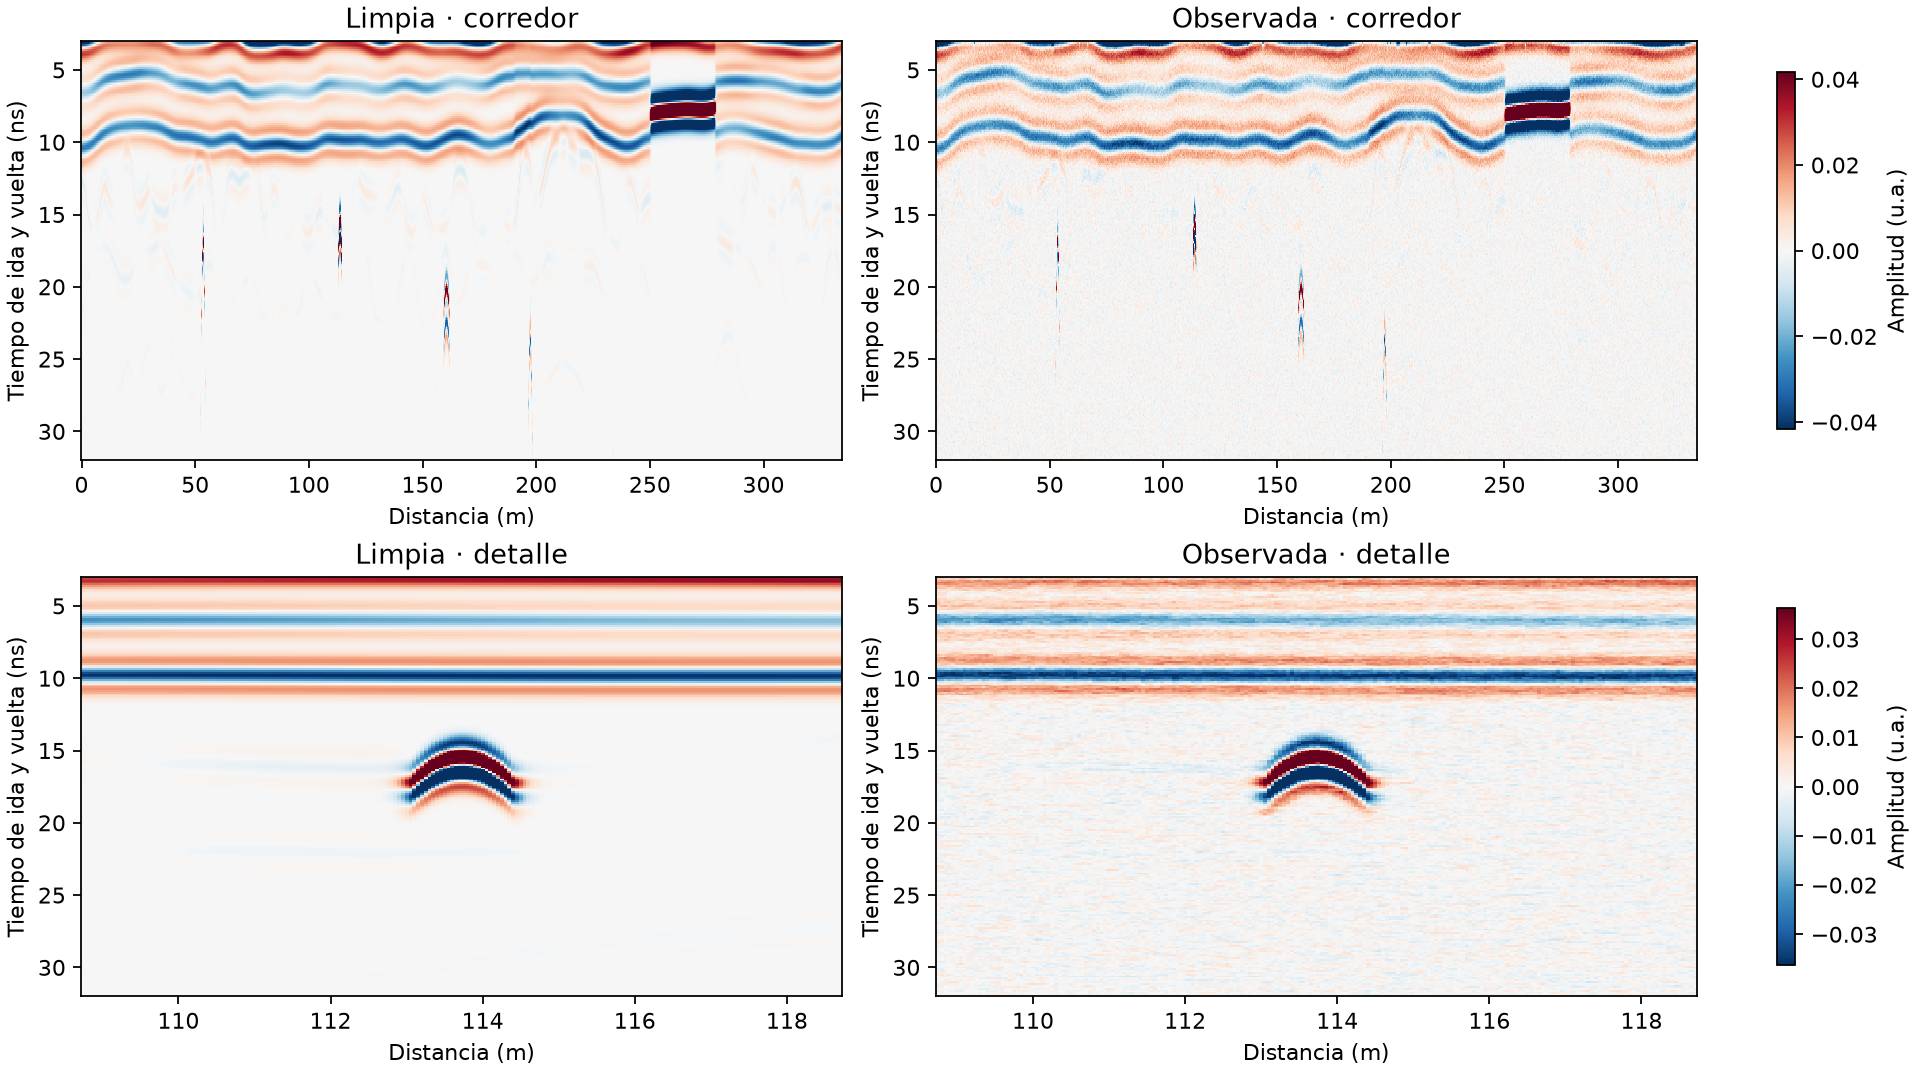 Limpia · corredor
Tiempo de ida y vuelta (ns)
5
10
15
20
25
30
0 50 100 150 200 250 300
Distancia (m)
Observada · corredor
Tiempo de ida y vuelta (ns)
5
10
15
20
25
30
0 50 100 150 200 250 300
Distancia (m)
0.04
0.02
0.00
−0.02
−0.04
Amplitud (u.a.)
Limpia · detalle
Tiempo de ida y vuelta (ns)
5
10
15
20
25
30
110 112 114 116 118
Distancia (m)
Observada · detalle
Tiempo de ida y vuelta (ns)
5
10
15
20
25
30
110 112 114 116 118
Distancia (m)
0.03
0.02
0.01
0.00
−0.01
−0.02
−0.03
Amplitud (u.a.)